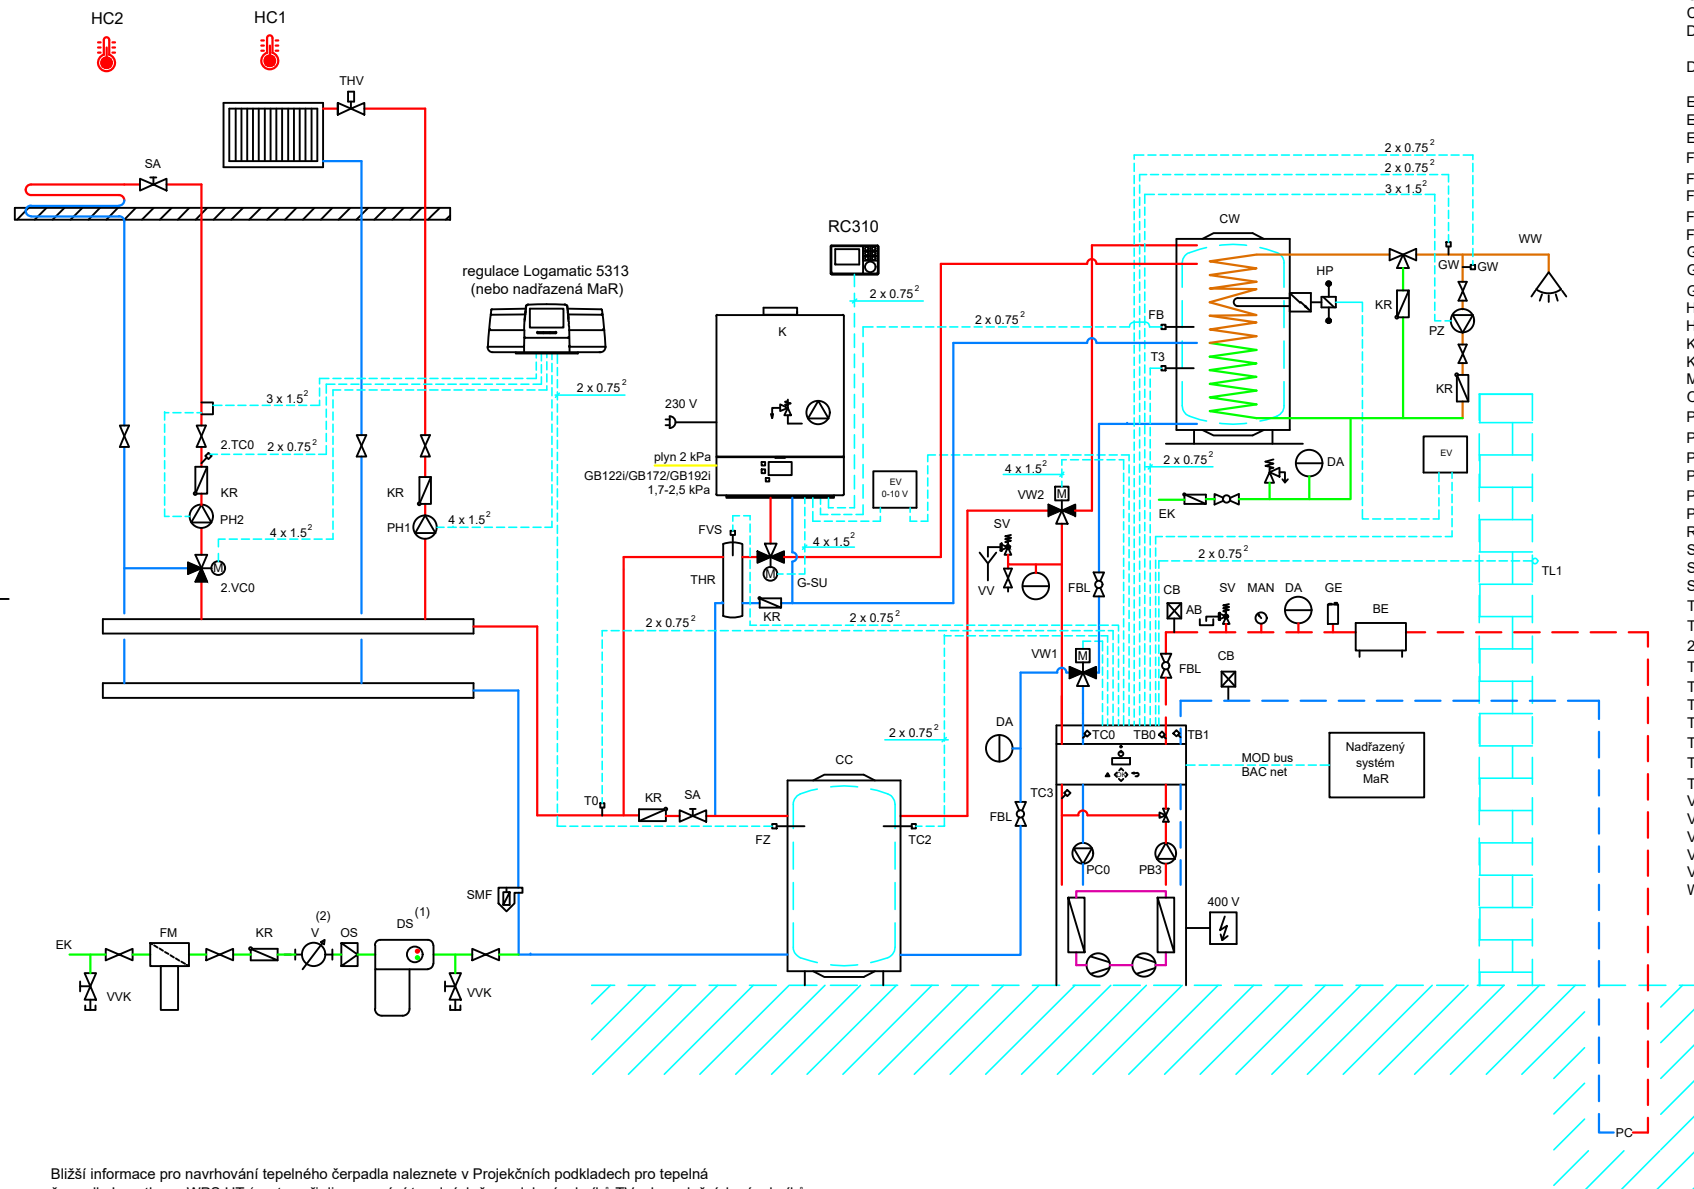 HC2
HC1
THV
SA
regulace Logamatic 5313
(nebo nadřazená MaR)
RC310
2 x 0.75²
2 x 0.75²
2 x 0.75²
3 x 1.5²
CW
WW
GW
GW
HP
KR
PZ
KR
FB
T3
2 x 0.75²
K
230 V
plyn 2 kPa
GB122i/GB172/GB192i
1,7-2,5 kPa
EV
0-10 V
2 x 0.75²
3 x 1.5²
2.TC0
2 x 0.75²
KR
PH2
4 x 1.5²
2.VC0
KR
PH1
4 x 1.5²
FVS
THR
M
G-SU
KR
4 x 1.5²
2 x 0.75²
2 x 0.75²
4 x 1.5²
VW2
M
SV
VV
FBL
2 x 0.75²
EK
DA
EV
2 x 0.75²
TL1
CB
AB
SV
MAN
DA
GE
BE
FBL
CB
VW1
M
DA
2 x 0.75²
TC0
TB0
TB1
MOD bus
BAC net
Nadřazený
systém
MaR
TC3
FBL
PC0
PB3
400 V
CC
T0
KR
SA
FZ
TC2
SMF
EK
FM
KR
(2)
V
OS
DS
(1)
VVK
VVK
M
PC
Bližší informace pro navrhování tepelného čerpadla naleznete v Projekčních podkladech pro tepelná